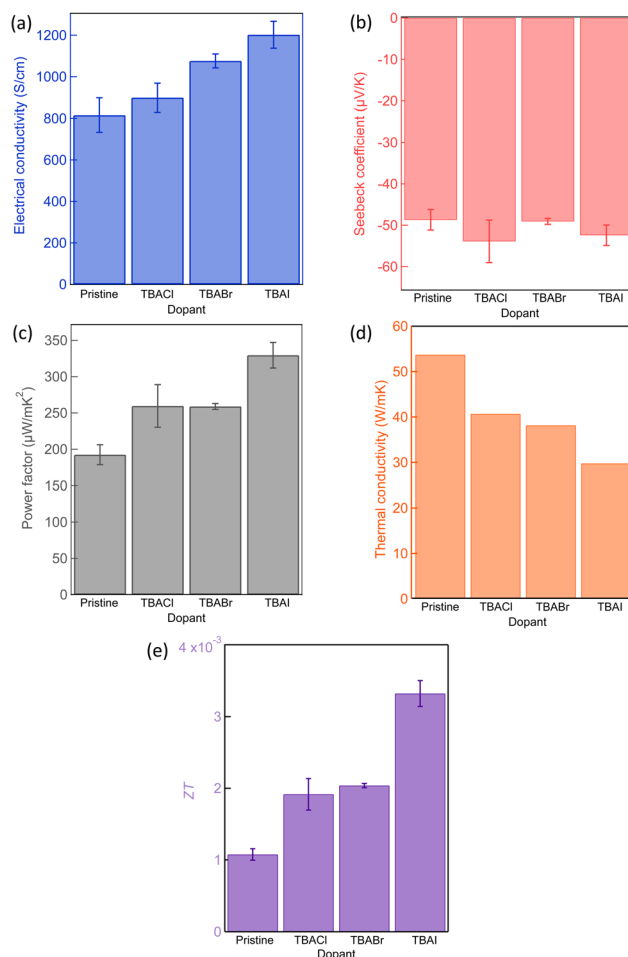 (a)
Electrical conductivity (S/cm)
1200
1000
800
600
400
200
0
Pristine TBACl TBABr TBAI
Dopant
(b)
Seebeck coefficient (µV/K)
0
-10
-20
-30
-40
-50
-60
Pristine TBACl TBABr TBAI
Dopant
(c)
Power factor (µW/mK²)
350
300
250
200
150
100
50
0
Pristine TBACl TBABr TBAI
Dopant
(d)
Thermal conductivity (W/mK)
60
50
40
30
20
10
0
Pristine TBACl TBABr TBAI
Dopant
(e)
ZT
4 x10⁻³
3
2
1
0
Pristine TBACl TBABr TBAI
Dopant